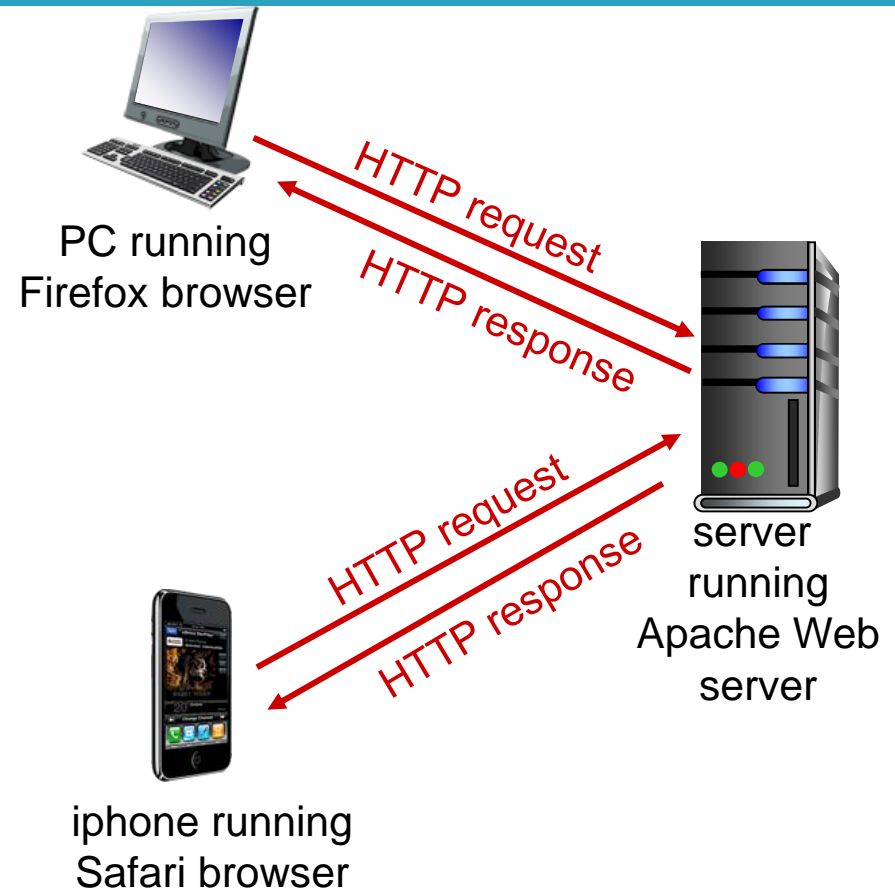 HTTP request
HTTP response
PC running
Firefox browser
HTTP request
HTTP response
server
running
Apache Web
server
iphone running
Safari browser